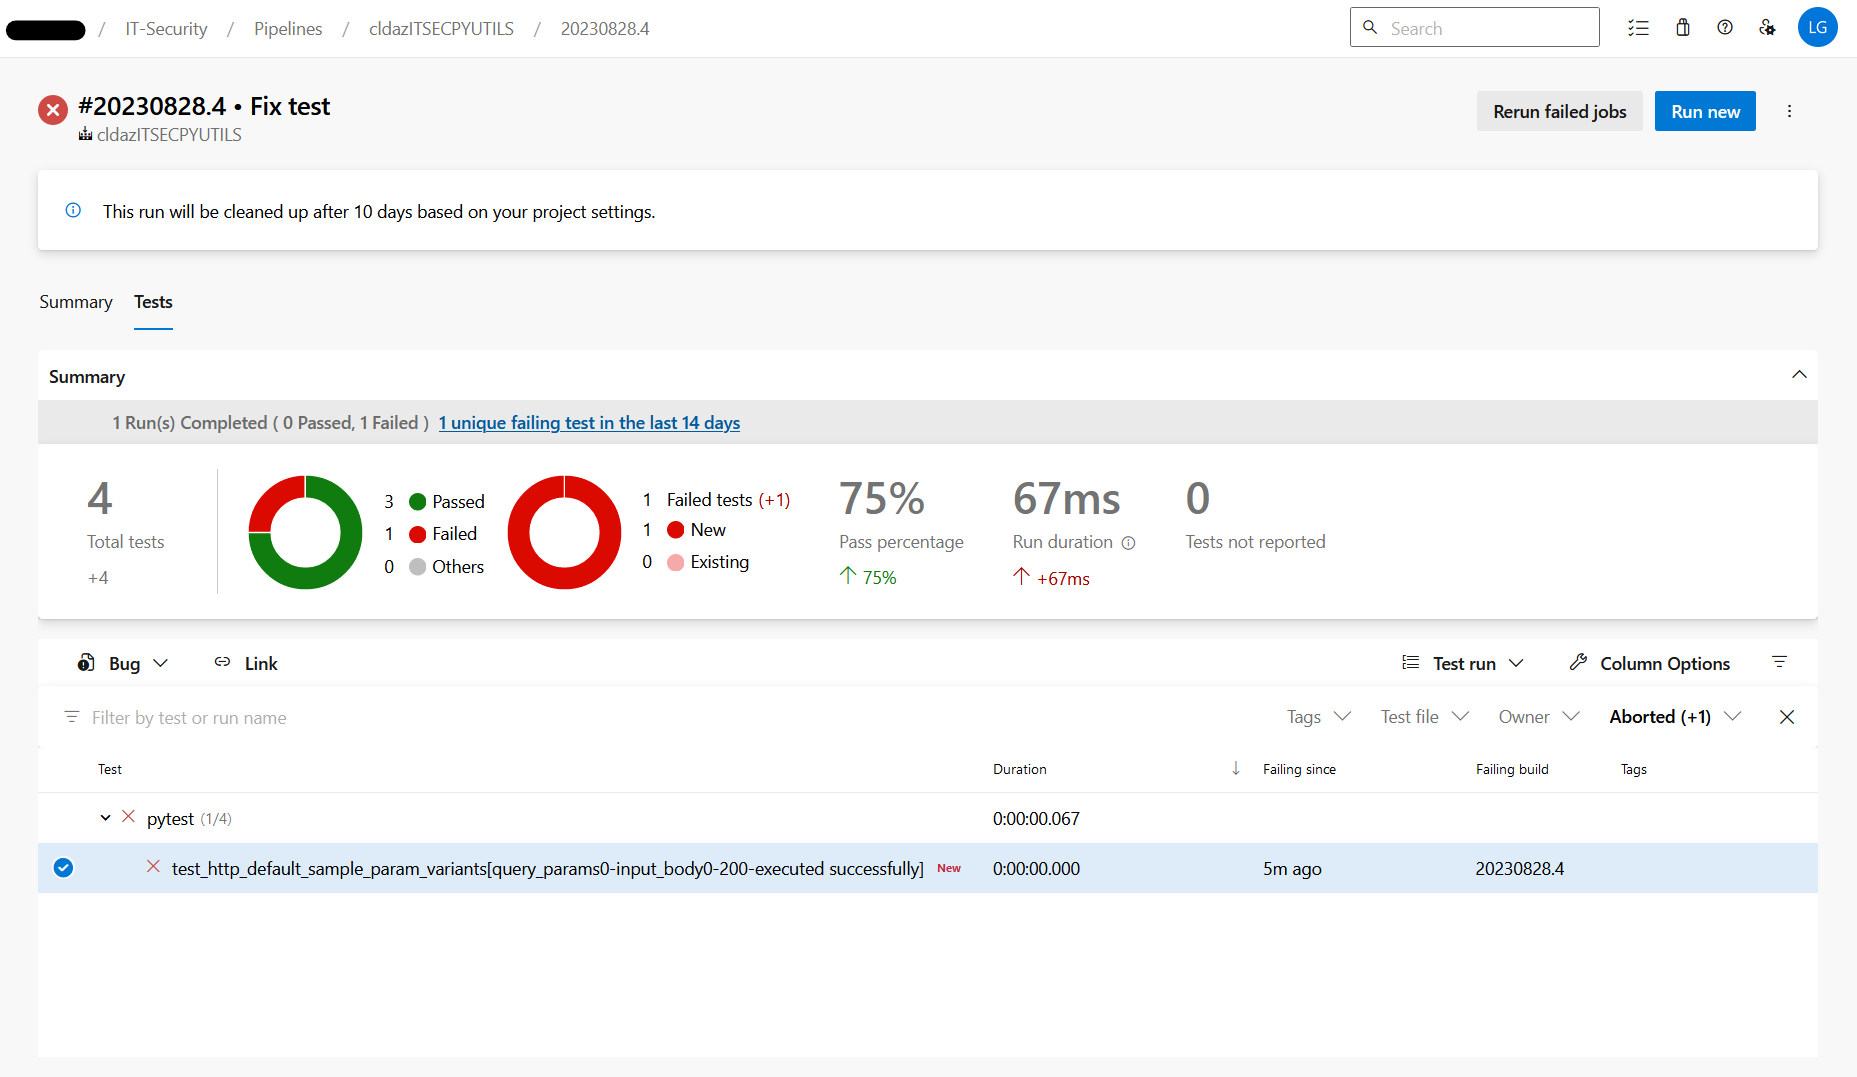 / IT-Security / Pipelines / cldazITSECPYUTILS / 20230828.4
Search
LG
#20230828.4 • Fix test
cldazITSECPYUTILS
Rerun failed jobs
Run new
This run will be cleaned up after 10 days based on your project settings.
Summary Tests
Summary
1 Run(s) Completed ( 0 Passed, 1 Failed ) 1 unique failing test in the last 14 days
4
Total tests
+4
3 Passed
1 Failed
0 Others
1 Failed tests (+1)
1 New
0 Existing
75%
Pass percentage
75%
67ms
Run duration
+67ms
0
Tests not reported
Bug Link Test run Column Options
Filter by test or run name Tags Test file Owner Aborted (+1)
Test Duration Failing since Failing build Tags
pytest (1/4) 0:00:00.067
test_http_default_sample_param_variants[query_params0-input_body0-200-executed successfully] New 0:00:00.000 5m ago 20230828.4